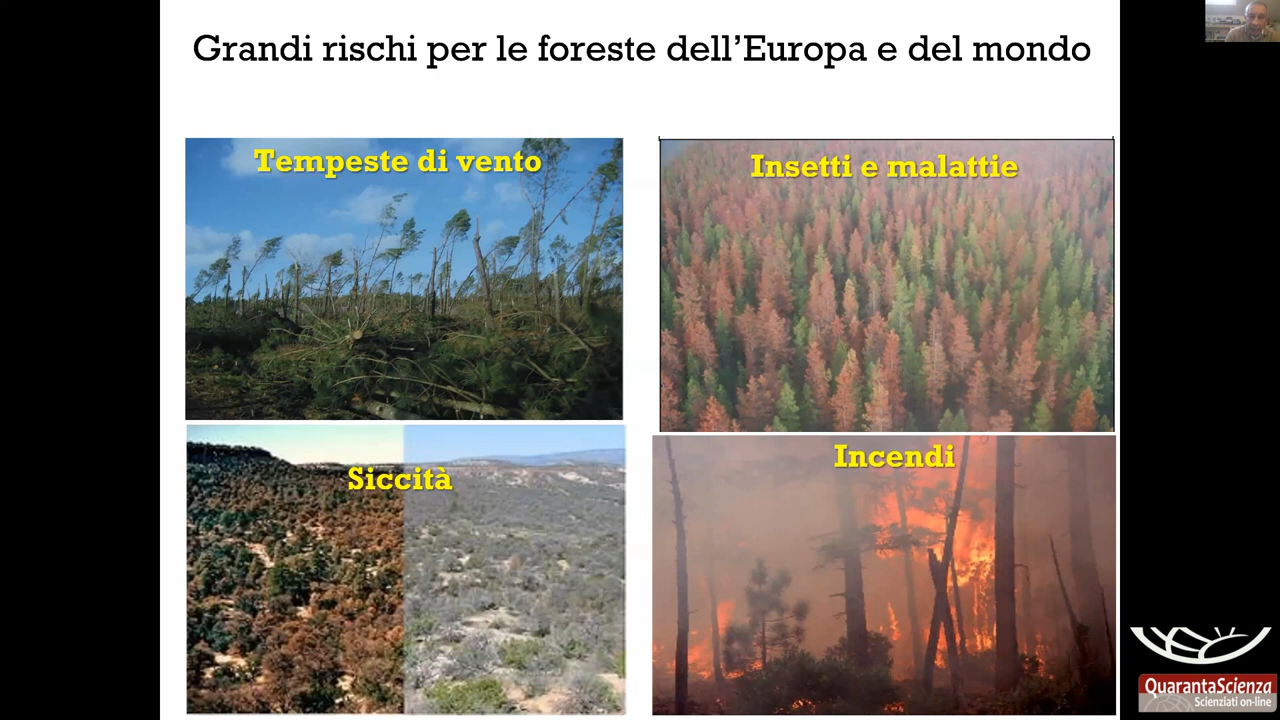 Grandi rischi per le foreste dell’Europa e del mondo
Tempeste di vento
Insetti e malattie
Siccità
Incendi
QuarantaScienza
Scienziati on-line